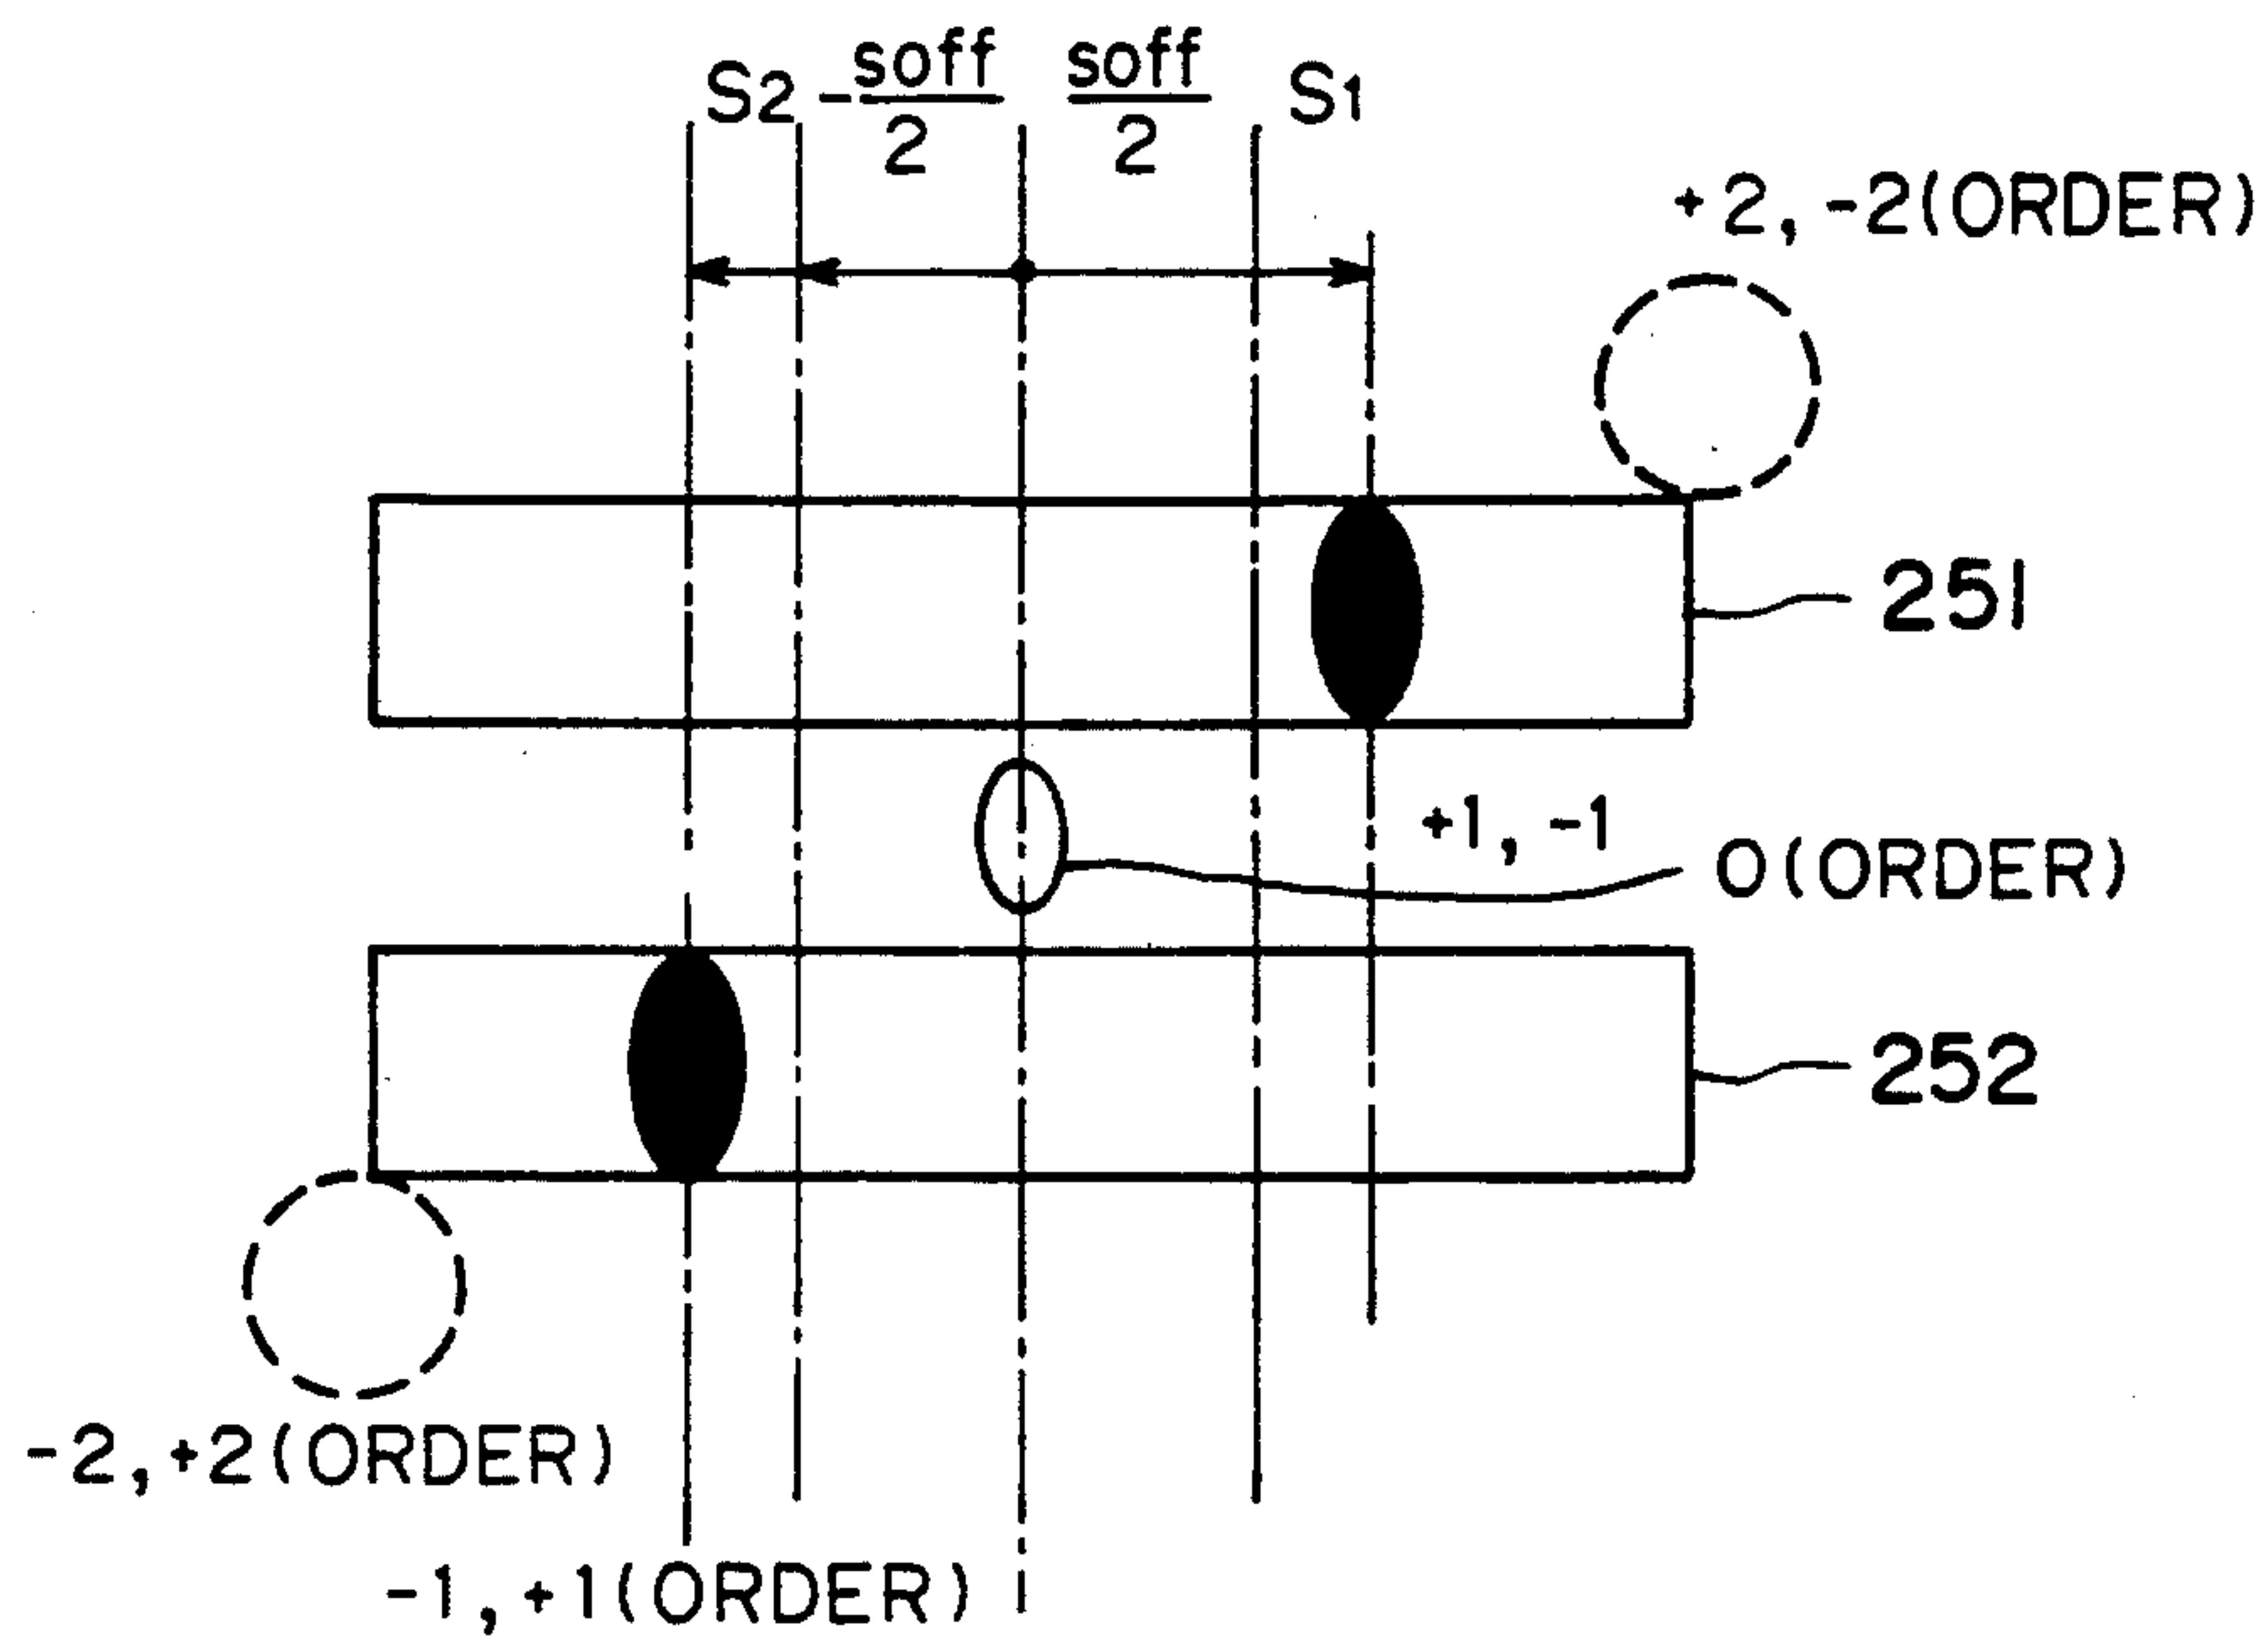 S2 -soff/2 soff/2 S1
+2, -2(ORDER)
251
+1, -1
0(ORDER)
252
-2, +2(ORDER)
-1, +1(ORDER)